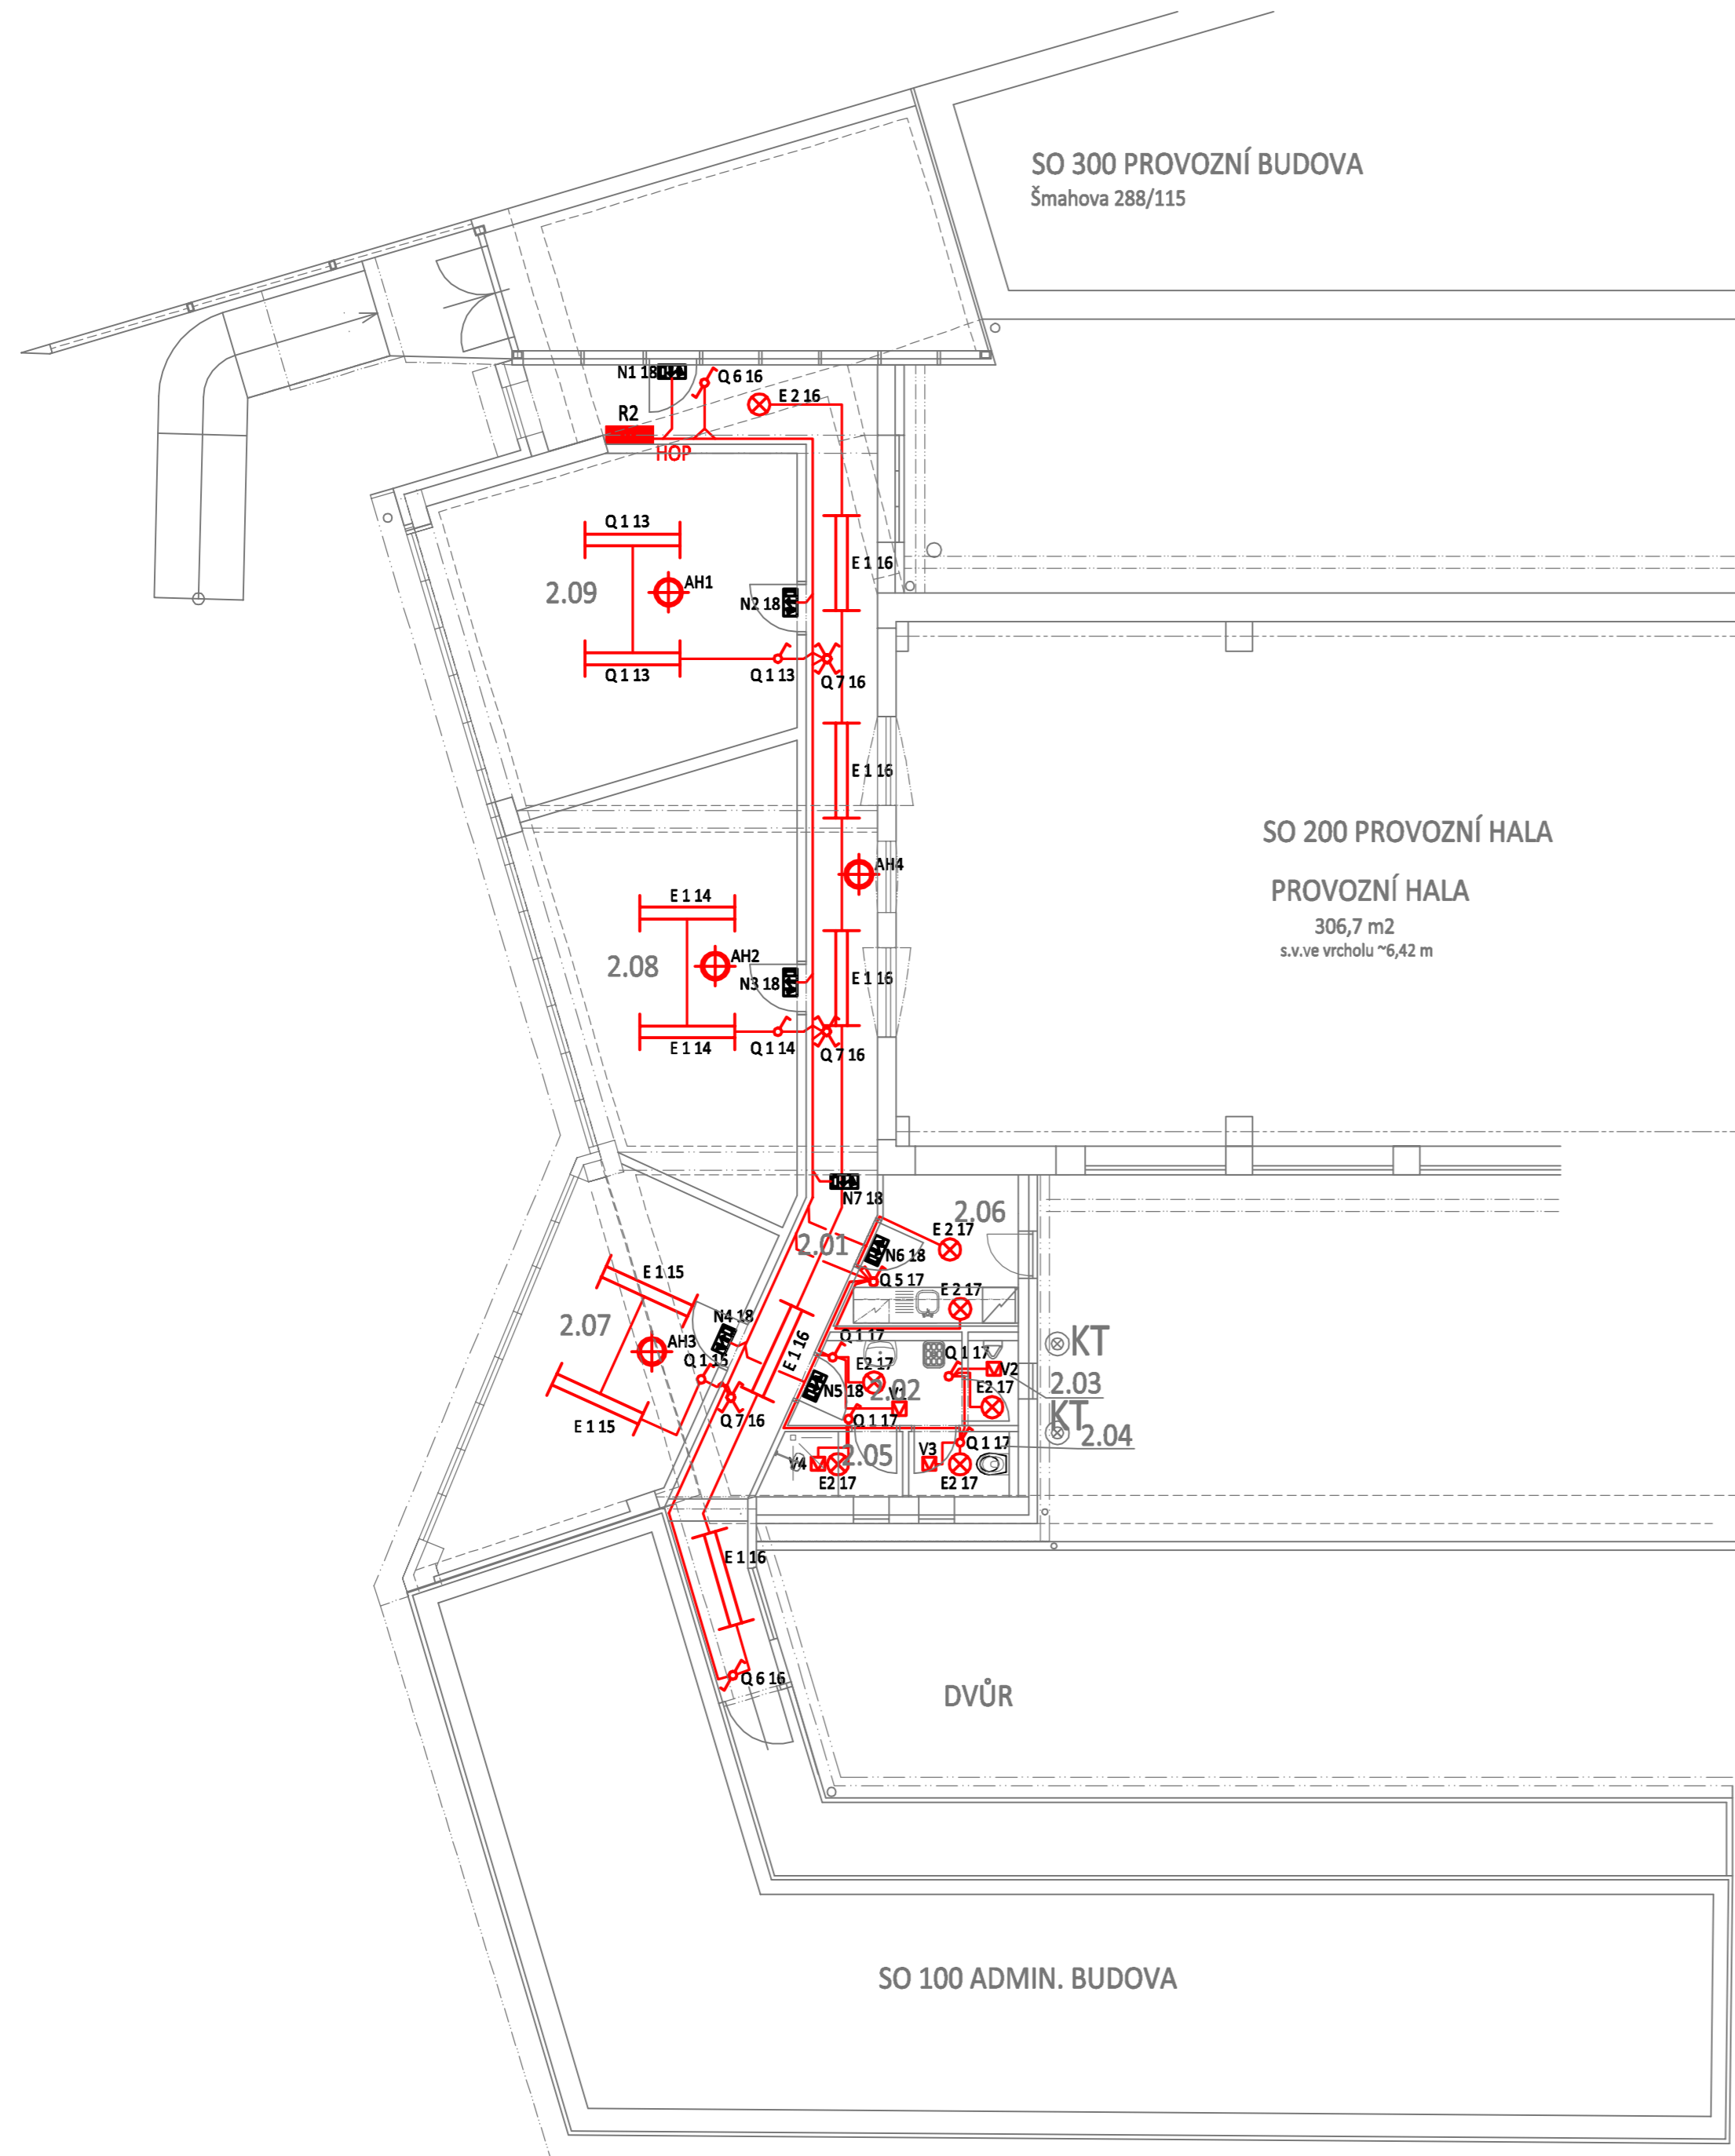 SO 300 PROVOZNÍ BUDOVA
Šmahova 288/115
N1 18
Q 6 16
E 2 16
R2
HOP
Q 1 13
E 1 16
2.09
AH1
N2 18
Q 1 13
Q 1 13
Q 7 16
E 1 16
SO 200 PROVOZNÍ HALA
AH4
PROVOZNÍ HALA
E 1 14
306,7 m2
s.v.ve vrcholu ~6,42 m
2.08
AH2
N3 18
E 1 16
E 1 14
Q 1 14
Q 7 16
N7 18
2.06
2.01
E 2 17
N6 18
E 1 15
Q 5 17
E 2 17
2.07
N4 18
AH3
Q 1 15
E 1 16
Q 1 17
KT
Q 1 17
V2
E2 17
2.03
N5 18
2.02
V1
E2 17
E 1 15
Q 7 16
Q 1 17
KT
2.04
Q 1 17
2.05
V3
V4
E2 17
E2 17
E 1 16
Q 6 16
DVŮR
SO 100 ADMIN. BUDOVA